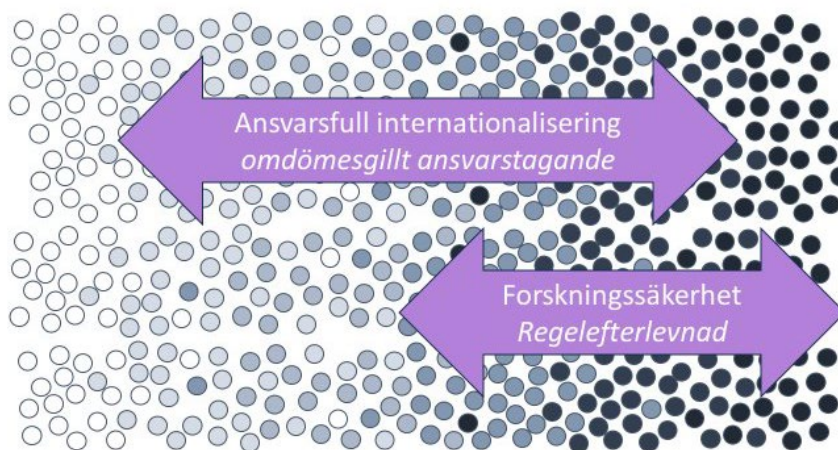 Ansvarsfull internationalisering
omdömesgillt ansvarstagande
Forskningssäkerhet
Regelefterlevnad